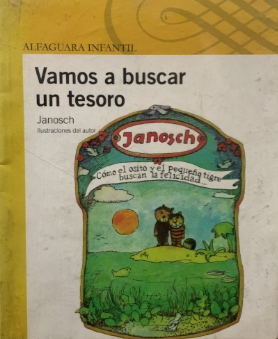 ALFAGUARA INFANTIL
Vamos a buscar
un tesoro
Janosch
Ilustraciones del autor
Janosch
Cómo el osito y el pequeño tigre
buscan la felicidad...